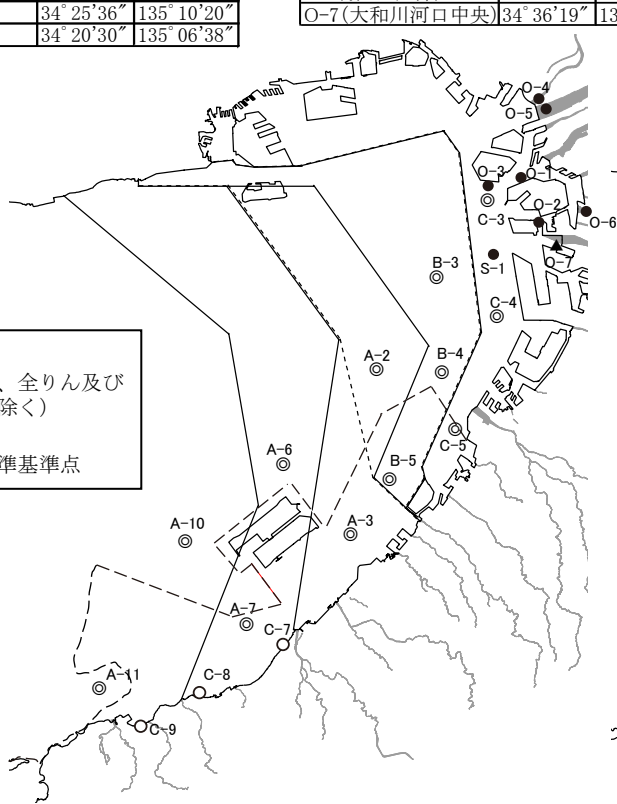 34°25′36″ 135°10′20″
34°20′30″ 135°06′38″
O-7(大和川河口中央) 34°36′19″
O-4
O-5
O-3
O-1
C-3
O-2
O-6
O-7
S-1
B-3
C-4
、全りん及び
除く)
A-2
B-4
C-5
準基準点
A-6
B-5
A-10
A-3
A-7
C-7
A-11
C-8
C-9